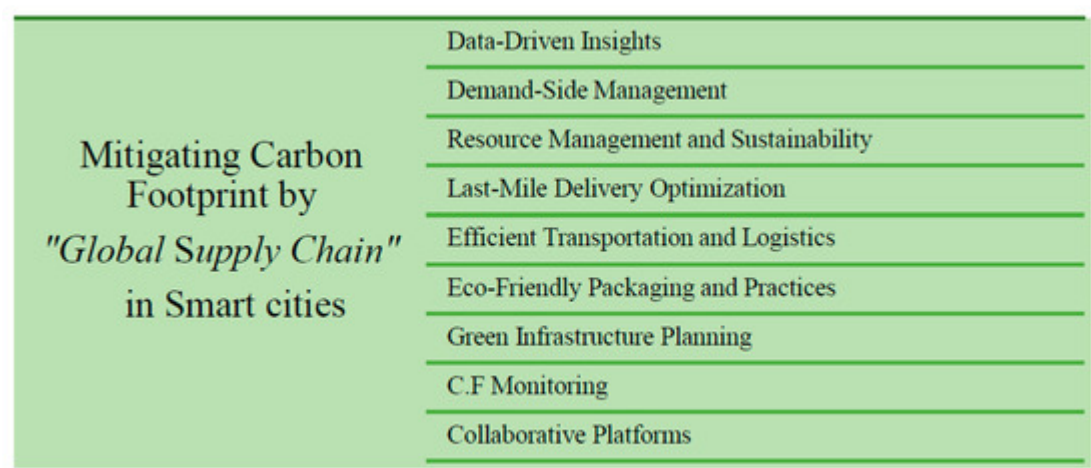 Mitigating Carbon
Footprint by
"Global Supply Chain"
in Smart cities
Data-Driven Insights
Demand-Side Management
Resource Management and Sustainability
Last-Mile Delivery Optimization
Efficient Transportation and Logistics
Eco-Friendly Packaging and Practices
Green Infrastructure Planning
C.F Monitoring
Collaborative Platforms